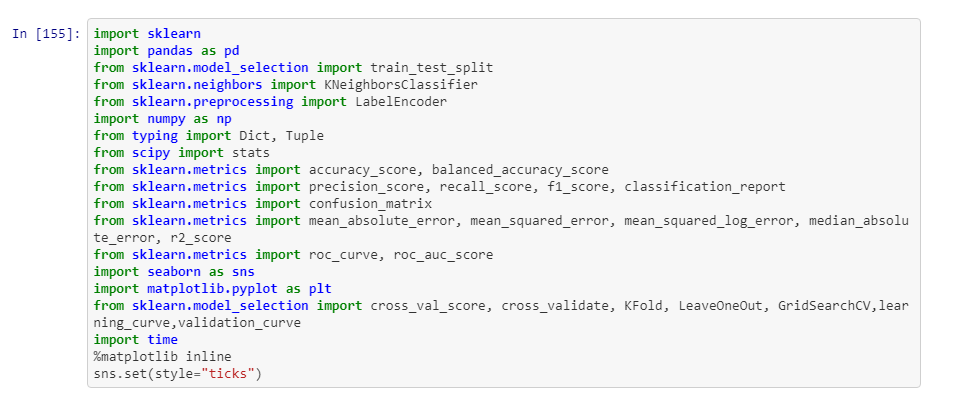 In [155]: import sklearn
import pandas as pd
from sklearn.model_selection import train_test_split
from sklearn.neighbors import KNeighborsClassifier
from sklearn.preprocessing import LabelEncoder
import numpy as np
from typing import Dict, Tuple
from scipy import stats
from sklearn.metrics import accuracy_score, balanced_accuracy_score
from sklearn.metrics import precision_score, recall_score, f1_score, classification_report
from sklearn.metrics import confusion_matrix
from sklearn.metrics import mean_absolute_error, mean_squared_error, mean_squared_log_error, median_absolu
te_error, r2_score
from sklearn.metrics import roc_curve, roc_auc_score
import seaborn as sns
import matplotlib.pyplot as plt
from sklearn.model_selection import cross_val_score, cross_validate, KFold, LeaveOneOut, GridSearchCV,lear
ning_curve,validation_curve
import time
%matplotlib inline
sns.set(style="ticks")